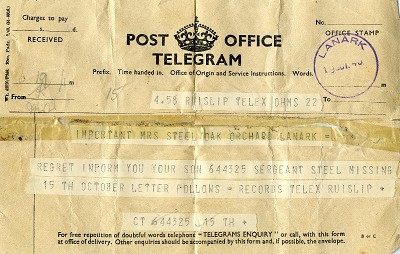 Charges to pay
s. d.
RECEIVED
POST OFFICE
TELEGRAM
No.
OFFICE STAMP
LANARK
Prefix. Time handed in. Office of Origin and Service Instructions. Words.
m
From
4.58 RUISLIP TELEX OHMS 22
IMPORTANT MRS STEEL OAK ORCHARD LANARK =
REGRET INFORM YOU YOUR SON 644525 SERGEANT STEEL MISSING
15TH OCTOBER LETTER FOLLOWS = RECORDS TELEX RUISLIP +
CT 644525 15 TH +
For free repetition of doubtful words telephone "TELEGRAMS ENQUIRY" or call, with this form
at office of delivery. Other enquiries should be accompanied by this form and, if possible, the envelope.
B or C